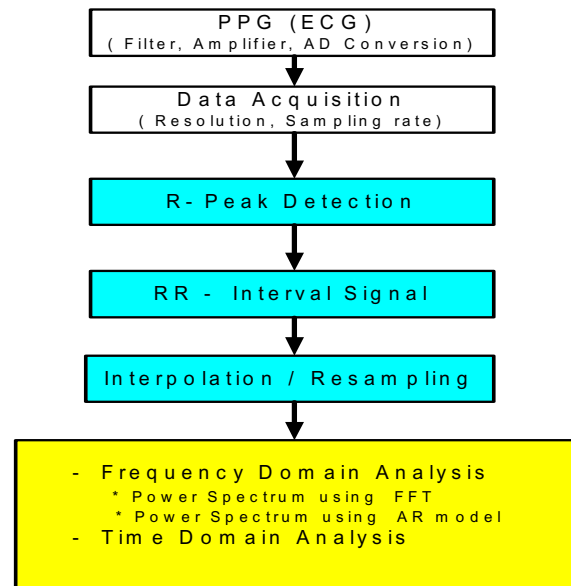 PPG (ECG)
( Filter, Amplifier, AD Conversion)
Data Acquisition
( Resolution, Sampling rate)
R- Peak Detection
RR - Interval Signal
Interpolation / Resampling
- Frequency Domain Analysis
* Power Spectrum using FFT
* Power Spectrum using AR model
- Time Domain Analysis